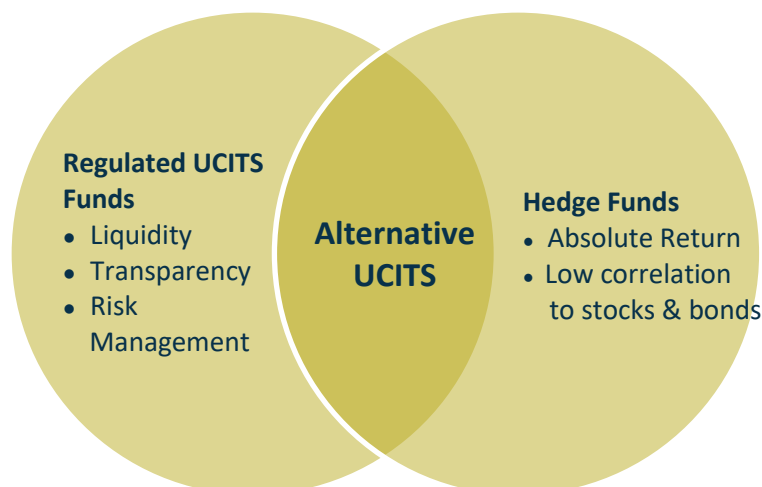 Regulated UCITS
Funds
• Liquidity
• Transparency
• Risk
Management
Alternative
UCITS
Hedge Funds
• Absolute Return
• Low correlation
to stocks & bonds